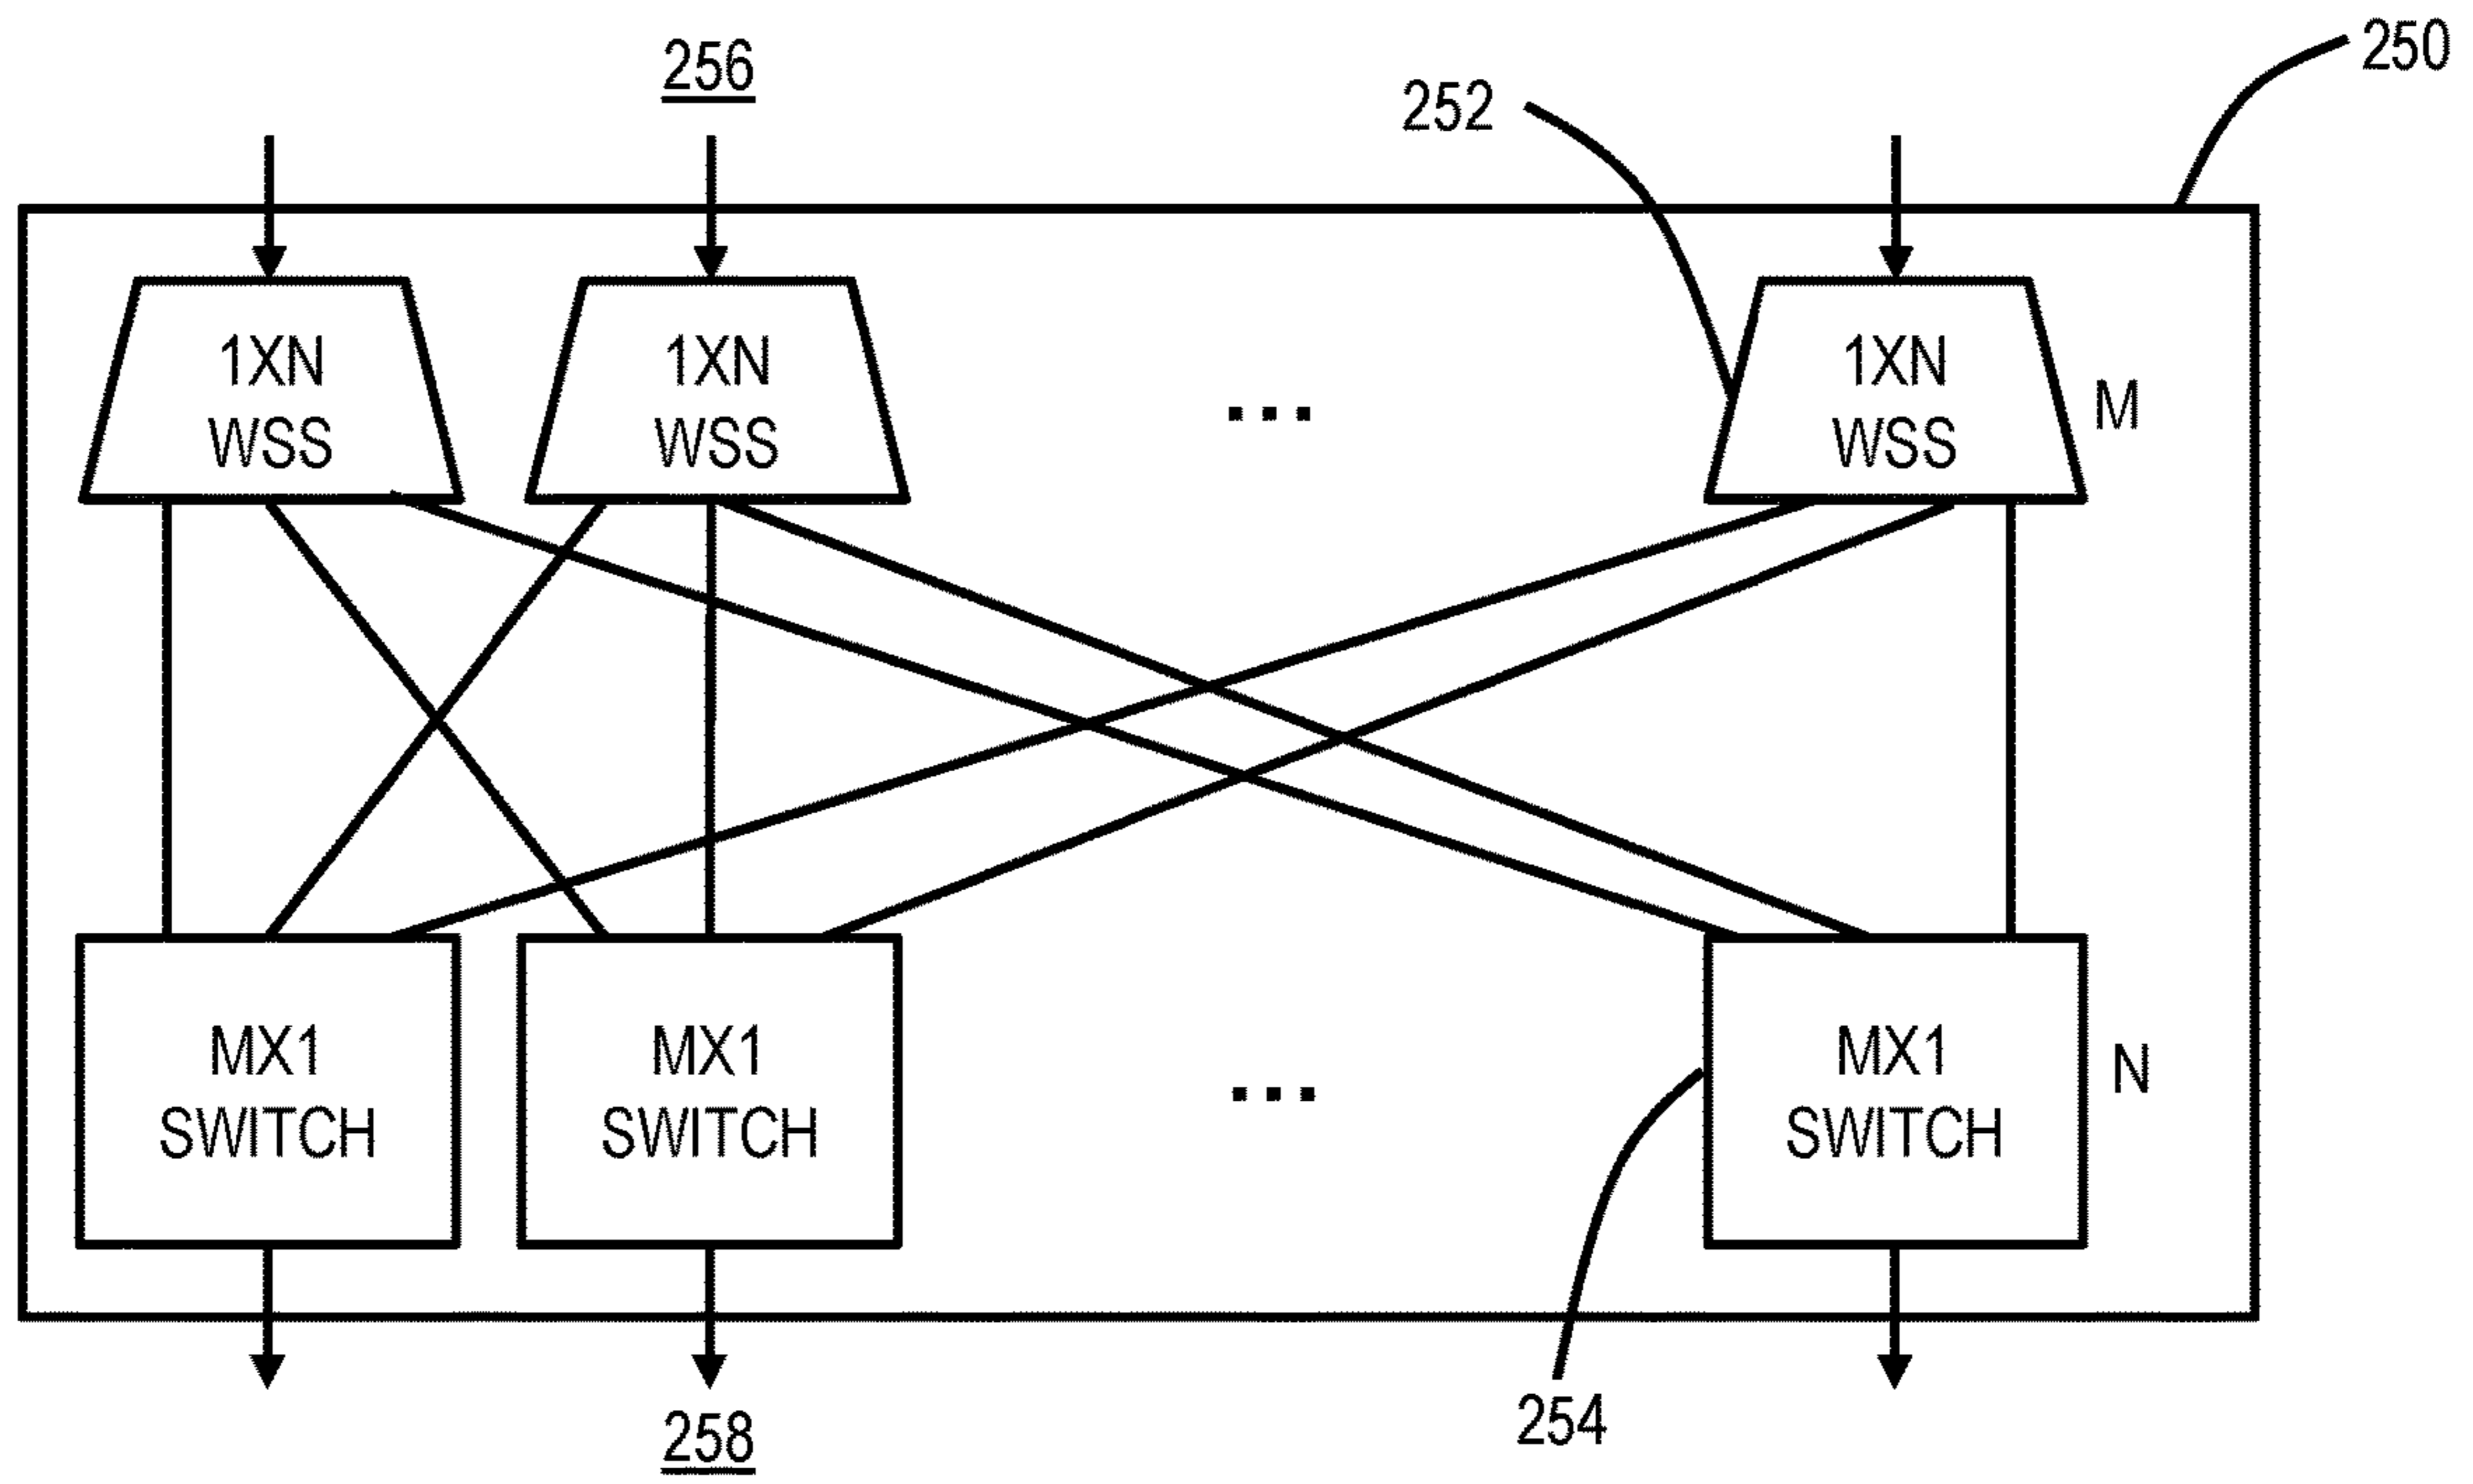 250
256
252
1XN
WSS
1XN
WSS
...
1XN
WSS
M
MX1
SWITCH
MX1
SWITCH
...
MX1
SWITCH
N
254
258